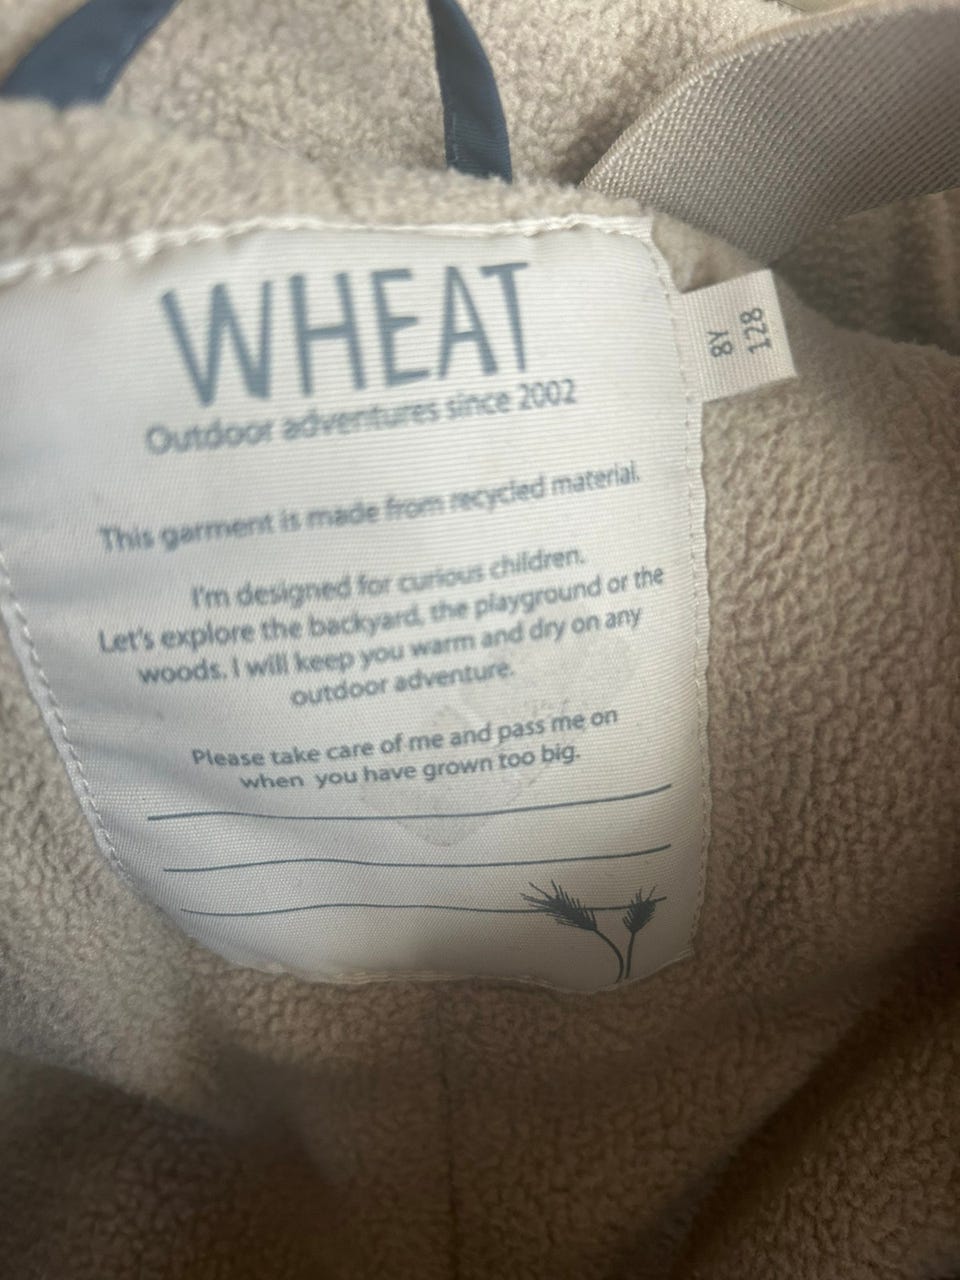 WHEAT
Outdoor adventures since 2002
This garment is made from recycled material.
I'm designed for curious children.
Let's explore the backyard, the playground or the
woods. I will keep you warm and dry on any
outdoor adventure.
Please take care of me and pass me on
when you have grown too big.
8Y
128